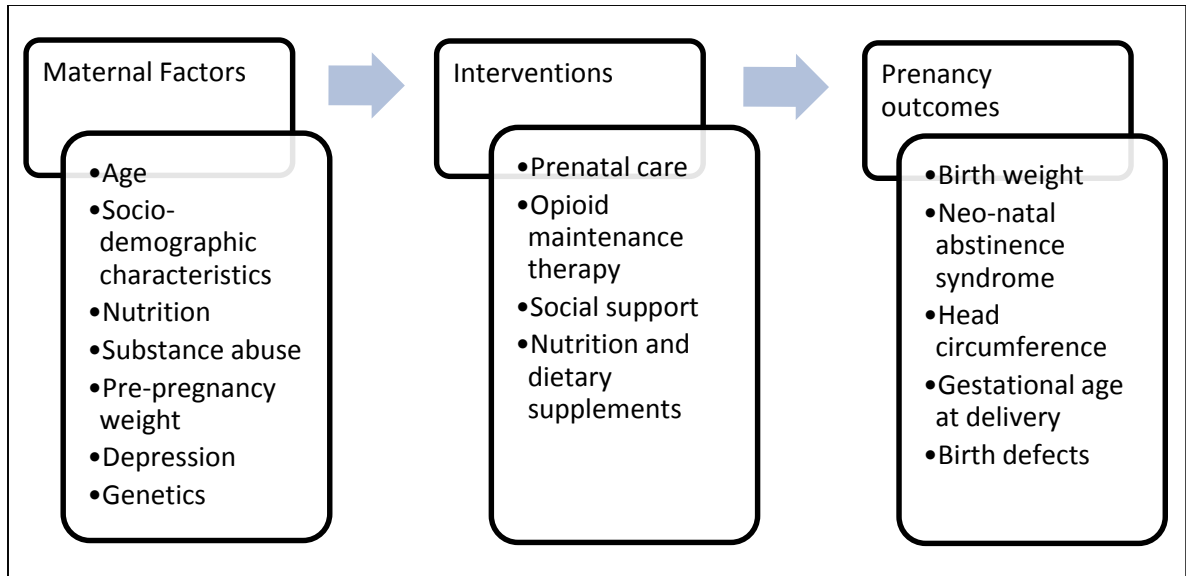 Maternal Factors
•Age
•Socio-
demographic
characteristics
•Nutrition
•Substance abuse
•Pre-pregnancy
weight
•Depression
•Genetics
Interventions
•Prenatal care
•Opioid
maintenance
therapy
•Social support
•Nutrition and
dietary
supplements
Prenancy
outcomes
•Birth weight
•Neo-natal
abstinence
syndrome
•Head
circumference
•Gestational age
at delivery
•Birth defects